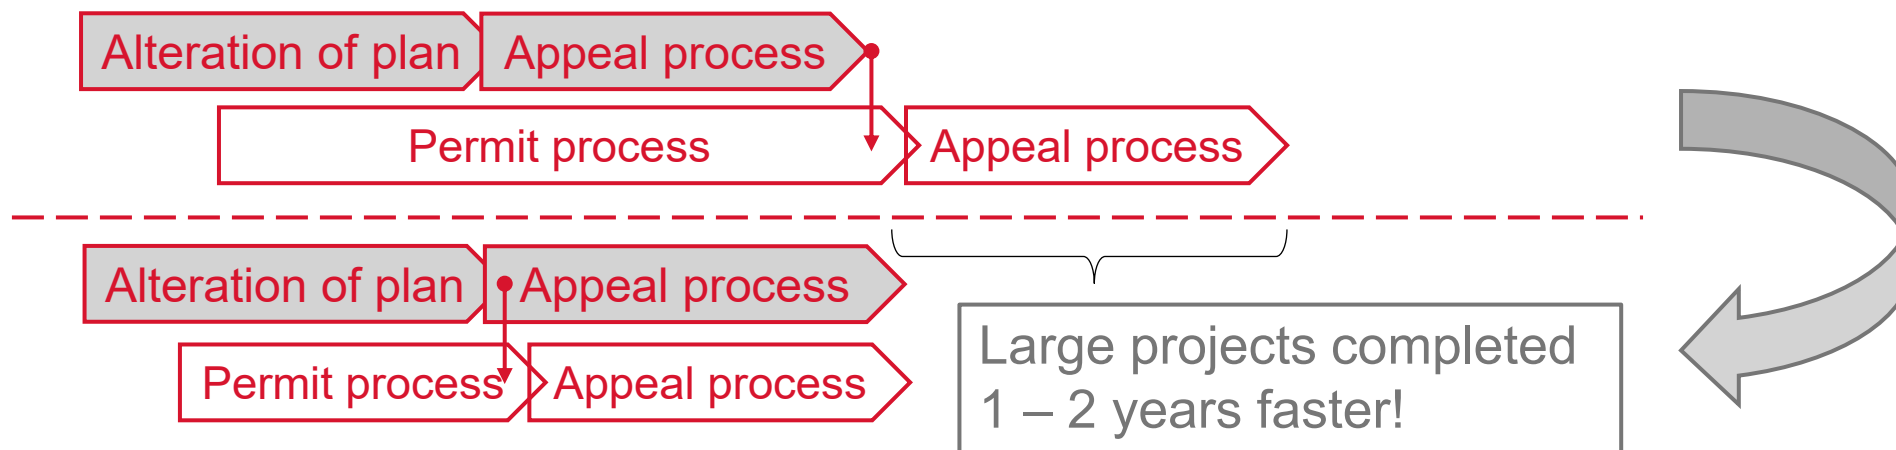 Alteration of plan
Appeal process
Permit process
Appeal process
Alteration of plan
Appeal process
Permit process
Appeal process
Large projects completed
1 – 2 years faster!